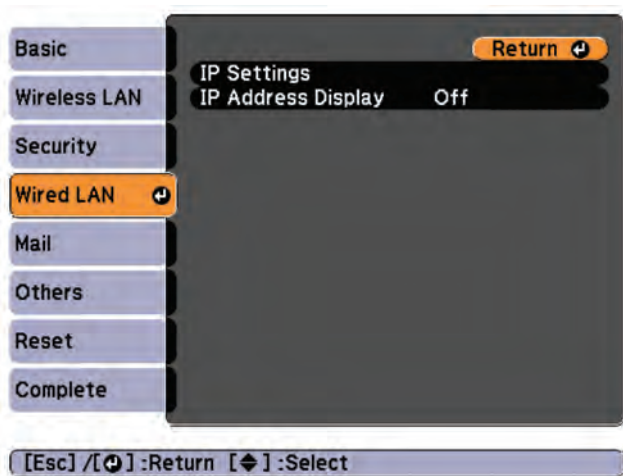 Basic
Wireless LAN
Security
Wired LAN
Mail
Others
Reset
Complete
Return
IP Settings
IP Address Display Off
[Esc] /[ ] :Return [ ] :Select